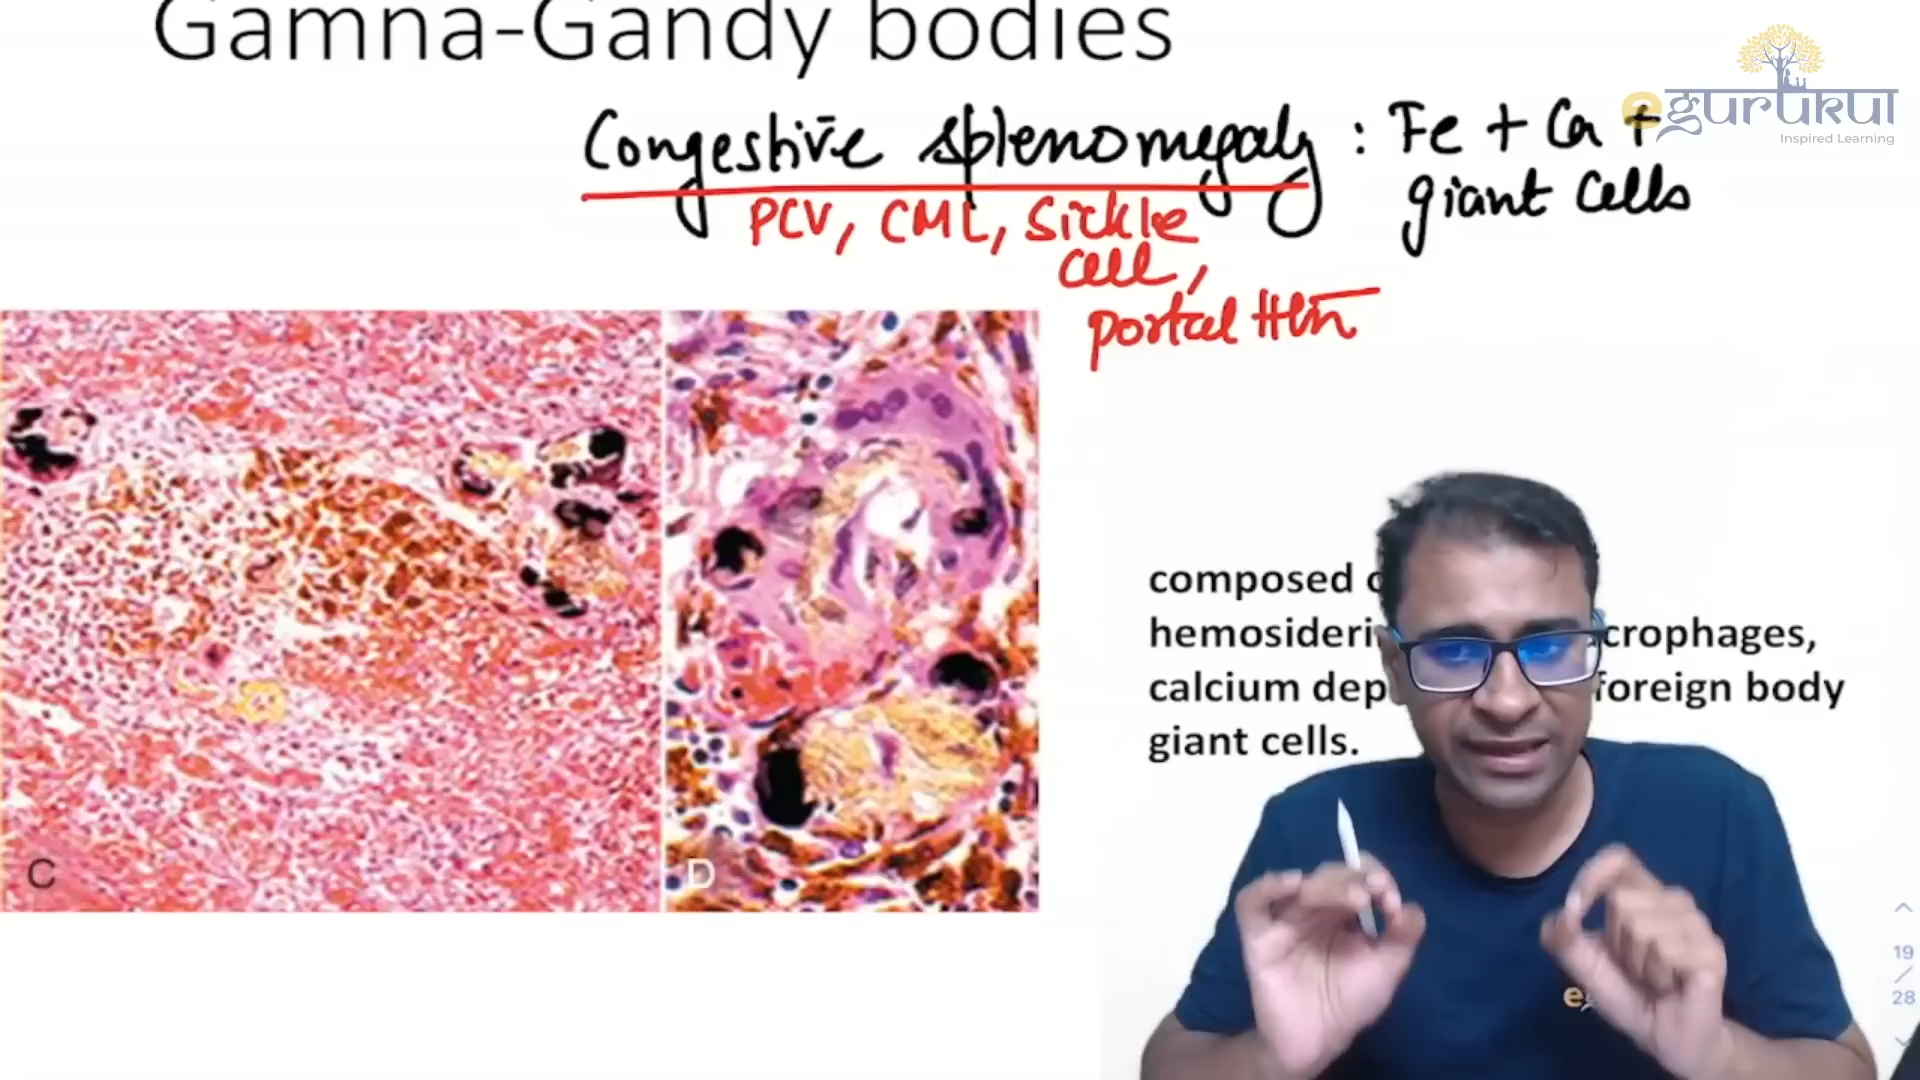 Gamna-Gandy bodies
egurukul
Inspired Learning
Congestive splenomegaly : Fe + Ca +
giant cells
PCV, CML, Sickle
cell,
portal Htn
composed
hemosideri crophages,
calcium dep foreign body
giant cells.
C
D
19
/
28